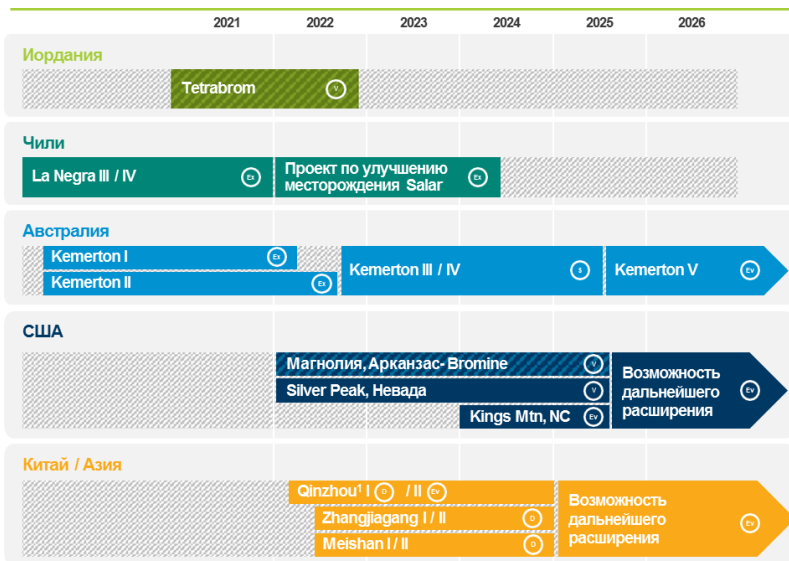 2021 2022 2023 2024 2025 2026
Иордания
Tetrabrom V
Чили
La Negra III / IV Ex
Проект по улучшению
месторождения Salar Ex
Австралия
Kemerton I Ex
Kemerton II Ex
Kemerton III / IV
Kemerton V Ev
США
Магнолия, Арканзас- Bromine V
Silver Peak, Невада V
Kings Mtn, NC Ev
Возможность
дальнейшего
расширения Ev
Китай / Азия
Qinzhou¹ I D / II Ev
Zhangjiagang I / II D
Meishan I / II D
Возможность
дальнейшего
расширения Ev